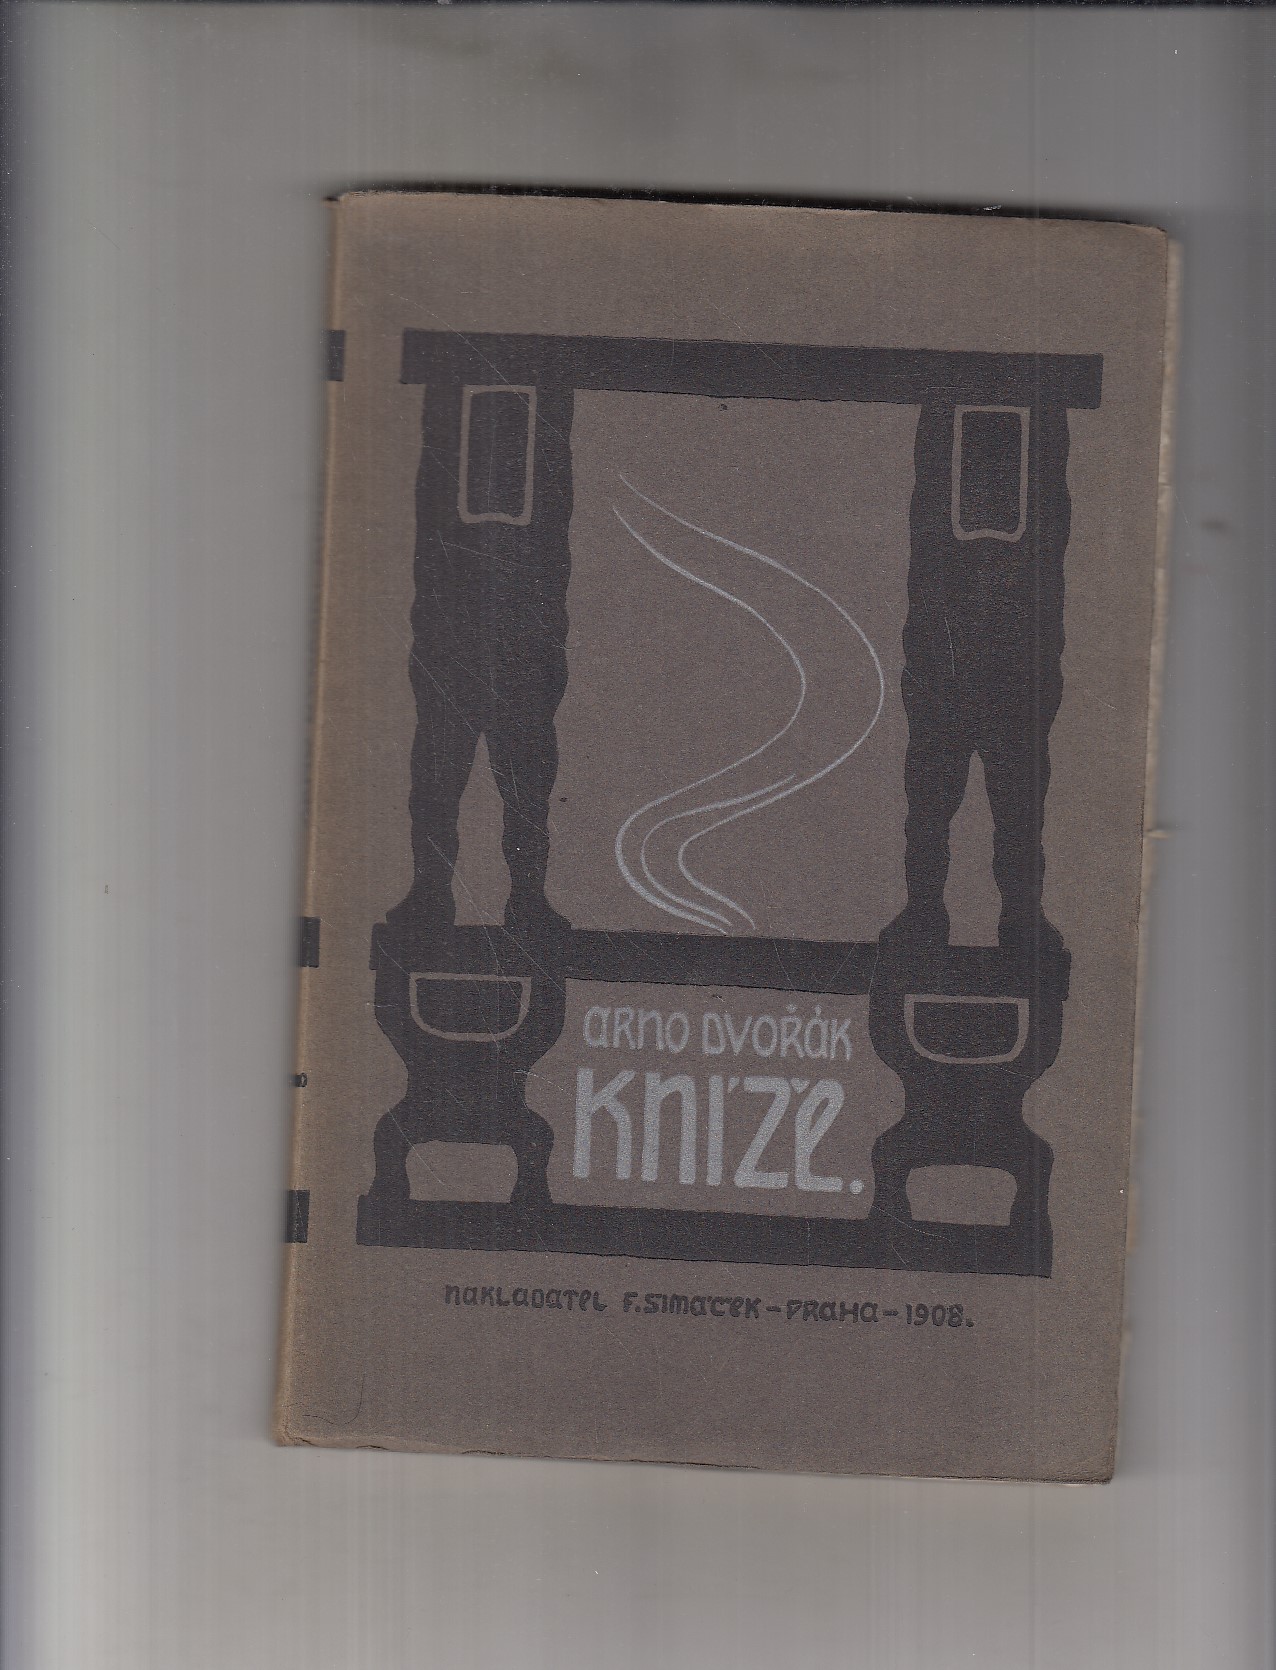 ARNO DVOŘÁK
KNÍŽE.
NAKLADATEL F. ŠIMÁČEK – PRAHA – 1908.